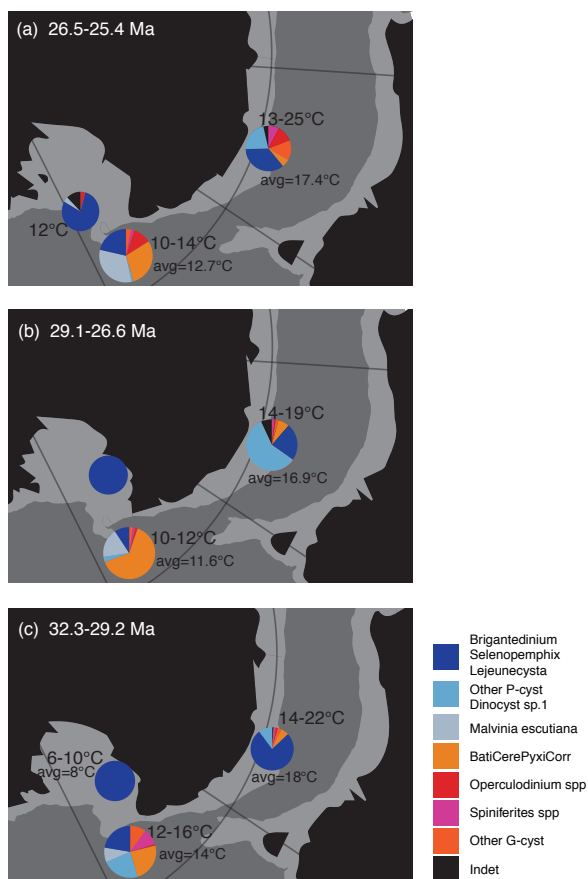 (a) 26.5-25.4 Ma
13-25°C
avg=17.4°C
12°C
10-14°C
avg=12.7°C
(b) 29.1-26.6 Ma
14-19°C
avg=16.9°C
10-12°C
avg=11.6°C
(c) 32.3-29.2 Ma
14-22°C
avg=18°C
6-10°C
avg=8°C
12-16°C
avg=14°C
Brigantedinium
Selenopemphix
Lejeunecysta
Other P-cyst
Dinocyst sp.1
Malvinia escutiana
BatiCerePyxiCorr
Operculodinium spp
Spiniferites spp
Other G-cyst
Indet